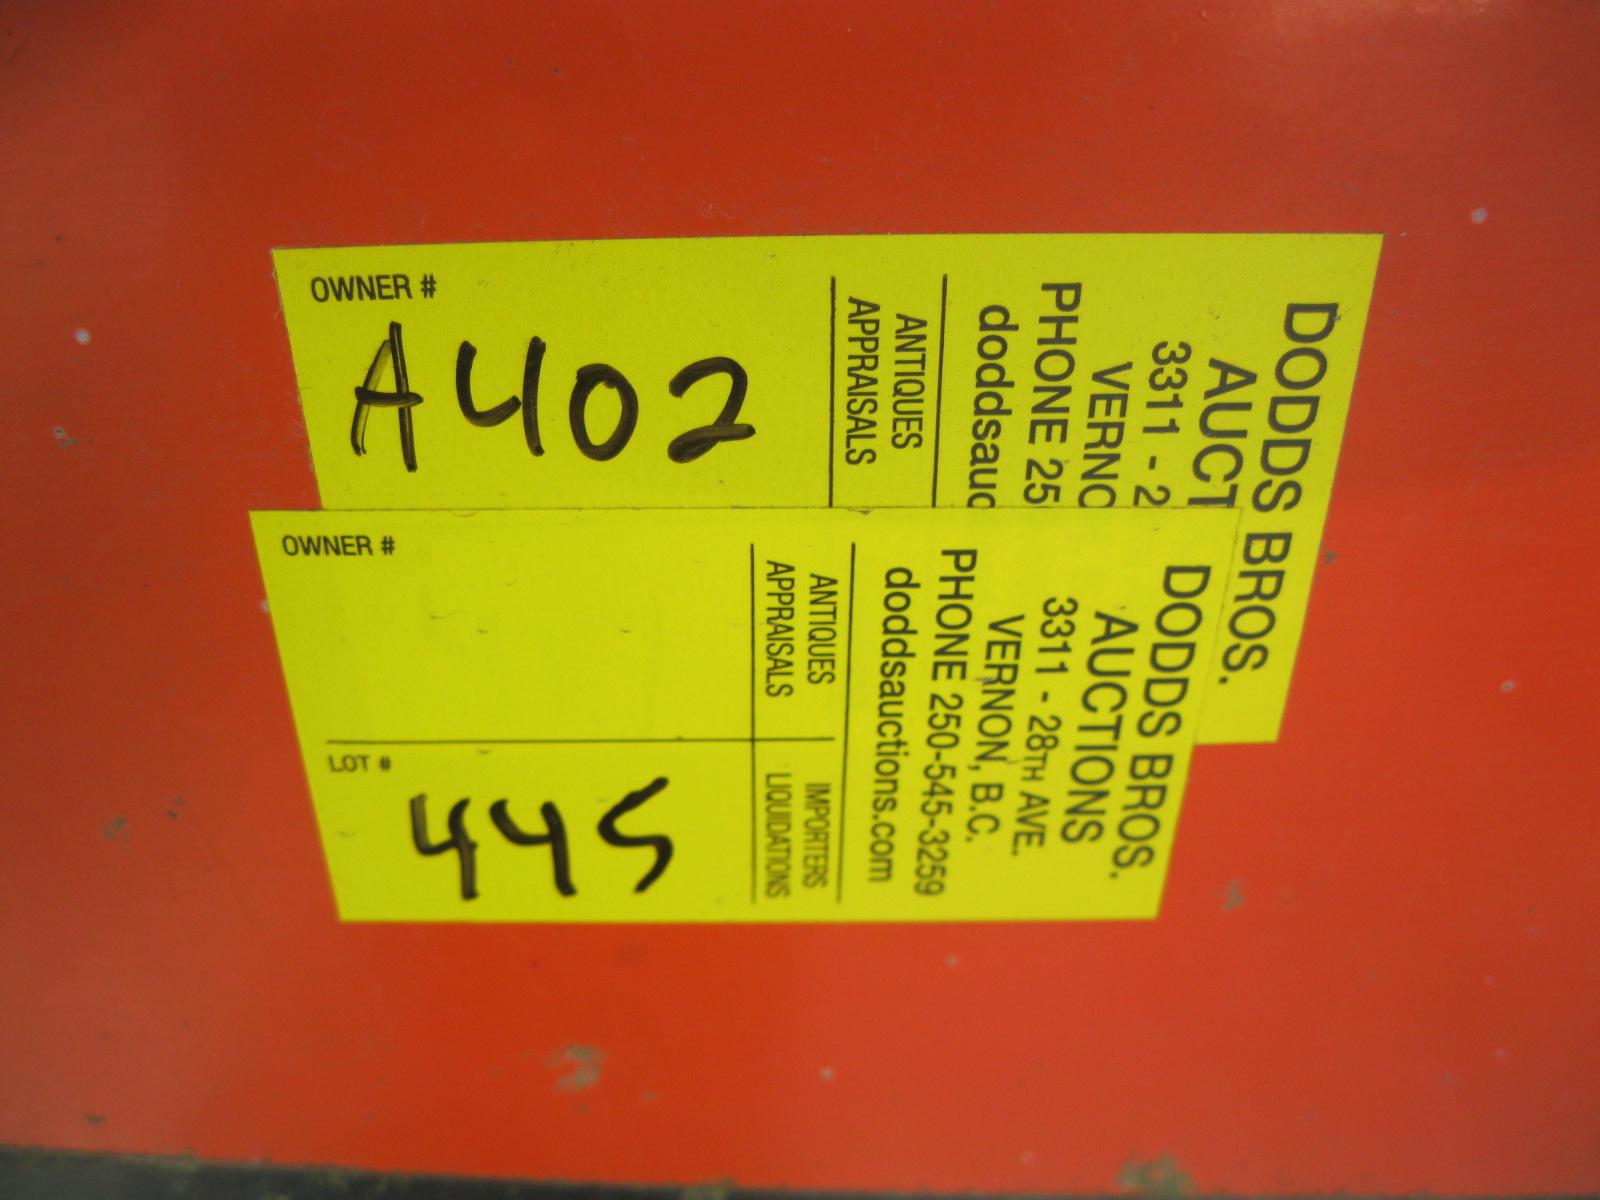 OWNER #
A402
ANTIQUES
APPRAISALS
DODDS BROS.
AUCT
3311 - 2
VERNO
PHONE 25
doddsauc
OWNER #
LOT #
445
ANTIQUES
APPRAISALS
IMPORTERS
LIQUIDATIONS
DODDS BROS.
AUCTIONS
3311 - 28TH AVE.
VERNON, B.C.
PHONE 250-545-3259
doddsauctions.com